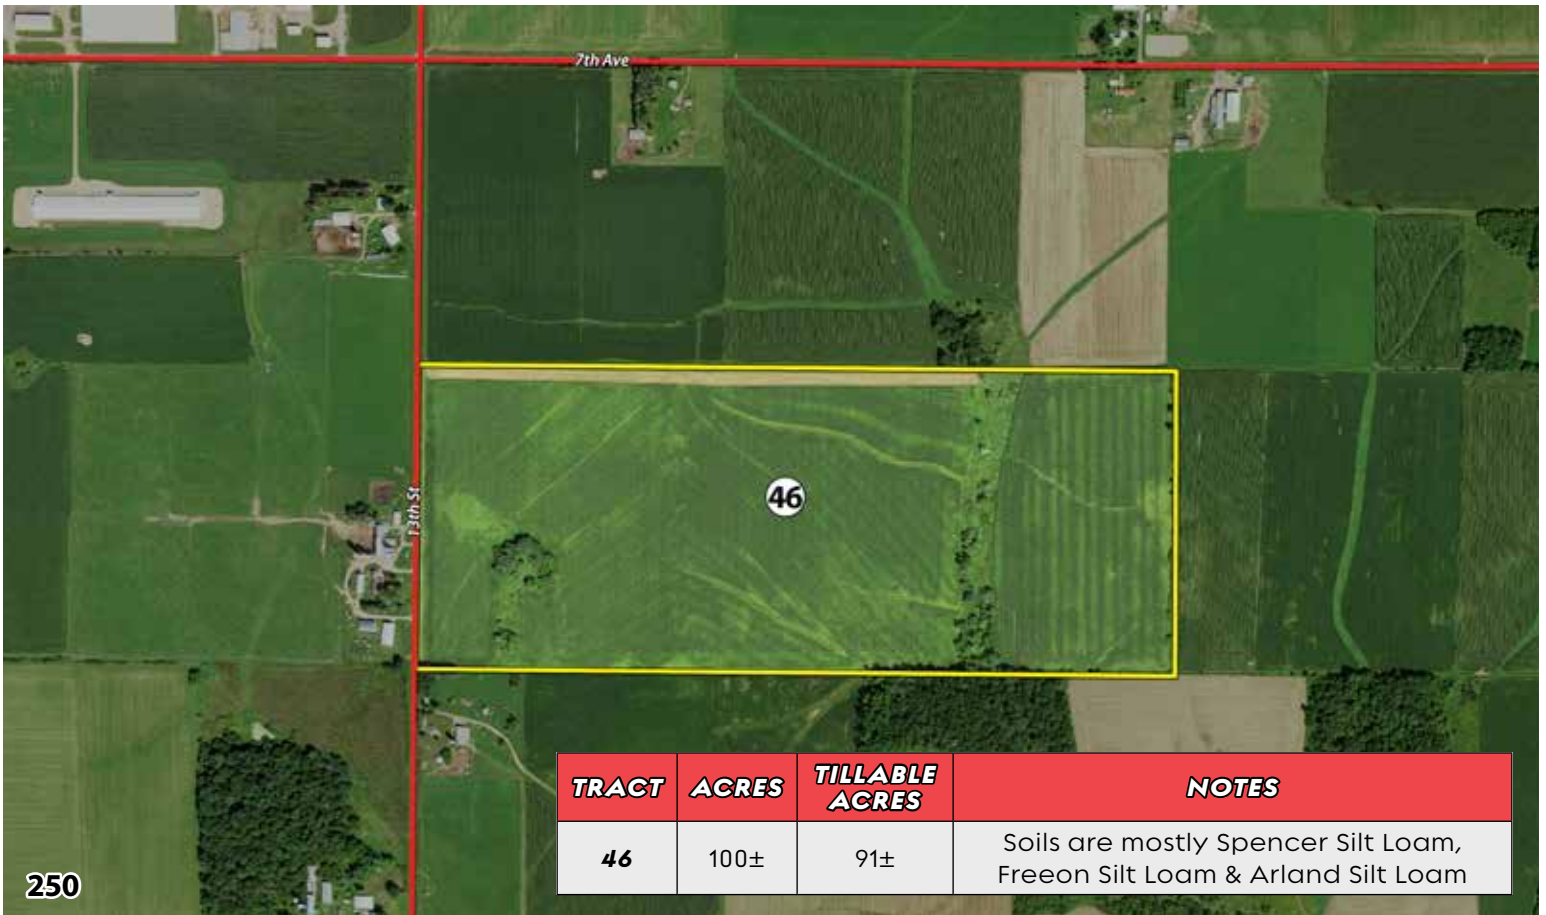 7th Ave
46
13th St
TRACT
ACRES
TILLABLE
ACRES
NOTES
46
100±
91±
Soils are mostly Spencer Silt Loam,
Freeon Silt Loam & Arland Silt Loam
250